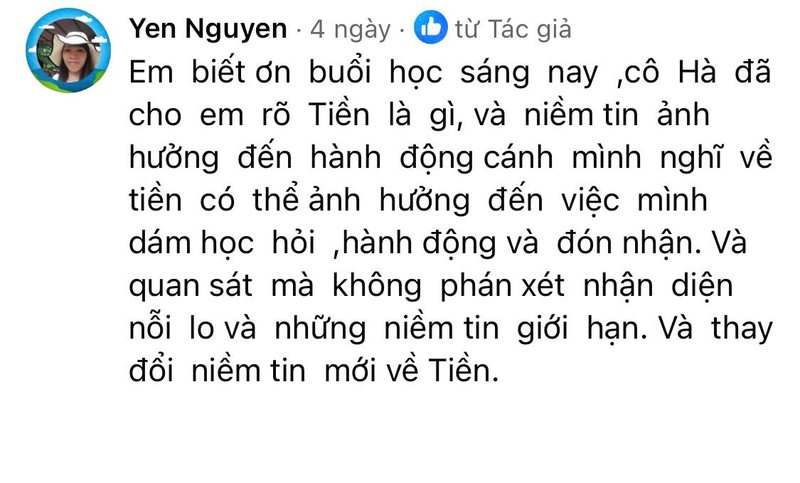 Yen Nguyen · 4 ngày · từ Tác giả
Em biết ơn buổi học sáng nay ,cô Hà đã
cho em rõ Tiền là gì, và niềm tin ảnh
hưởng đến hành động cánh mình nghĩ về
tiền có thể ảnh hưởng đến việc mình
dám học hỏi ,hành động và đón nhận. Và
quan sát mà không phán xét nhận diện
nỗi lo và những niềm tin giới hạn. Và thay
đổi niềm tin mới về Tiền.